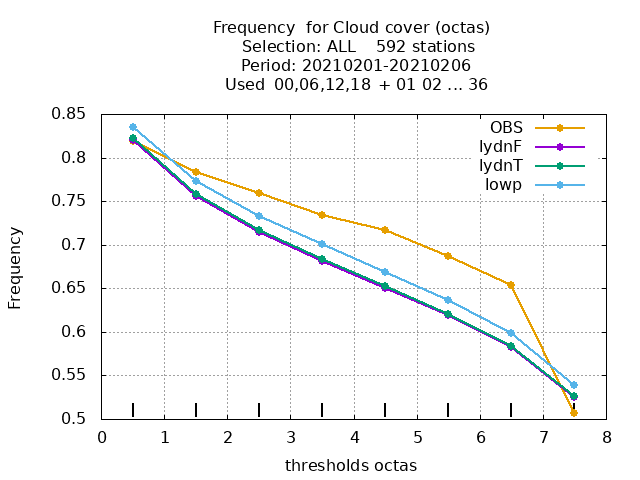 Frequency  for Cloud cover (octas)
Selection: ALL    592 stations
Period: 20210201-20210206
Used  00,06,12,18  + 01 02 ... 36
0.85
0.8
0.75
0.7
0.65
0.6
0.55
0.5
Frequency
OBS
lydnF
lydnT
lowp
0 1 2 3 4 5 6 7 8
thresholds octas